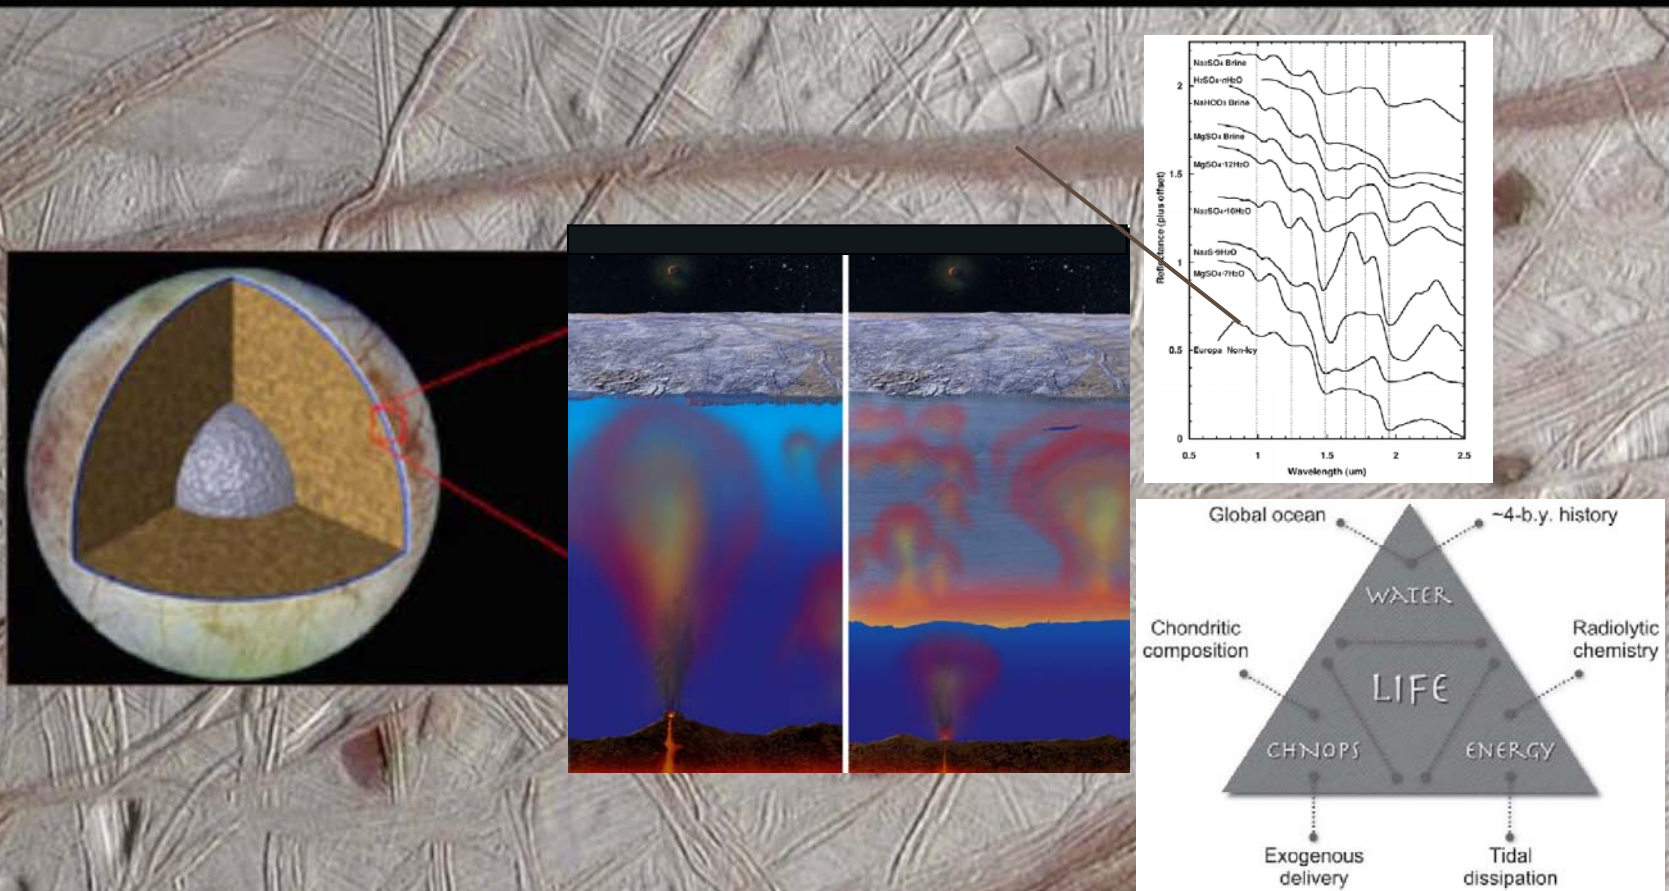 Na₂SO₄ Brine
H₂SO₄·nH₂O
NaHCO₃ Brine
MgSO₄ Brine
MgSO₄·12H₂O
Na₂SO₄·10H₂O
Na₂S·9H₂O
MgSO₄·7H₂O
Europa Non-Icy
Reflectance (plus offset)
2
1.5
1
0.5
0
0.5
1
1.5
2
2.5
Wavelength (um)
Global ocean
~4-b.y. history
WATER
Chondritic
composition
Radiolytic
chemistry
LIFE
CHNOPS
ENERGY
Exogenous
delivery
Tidal
dissipation